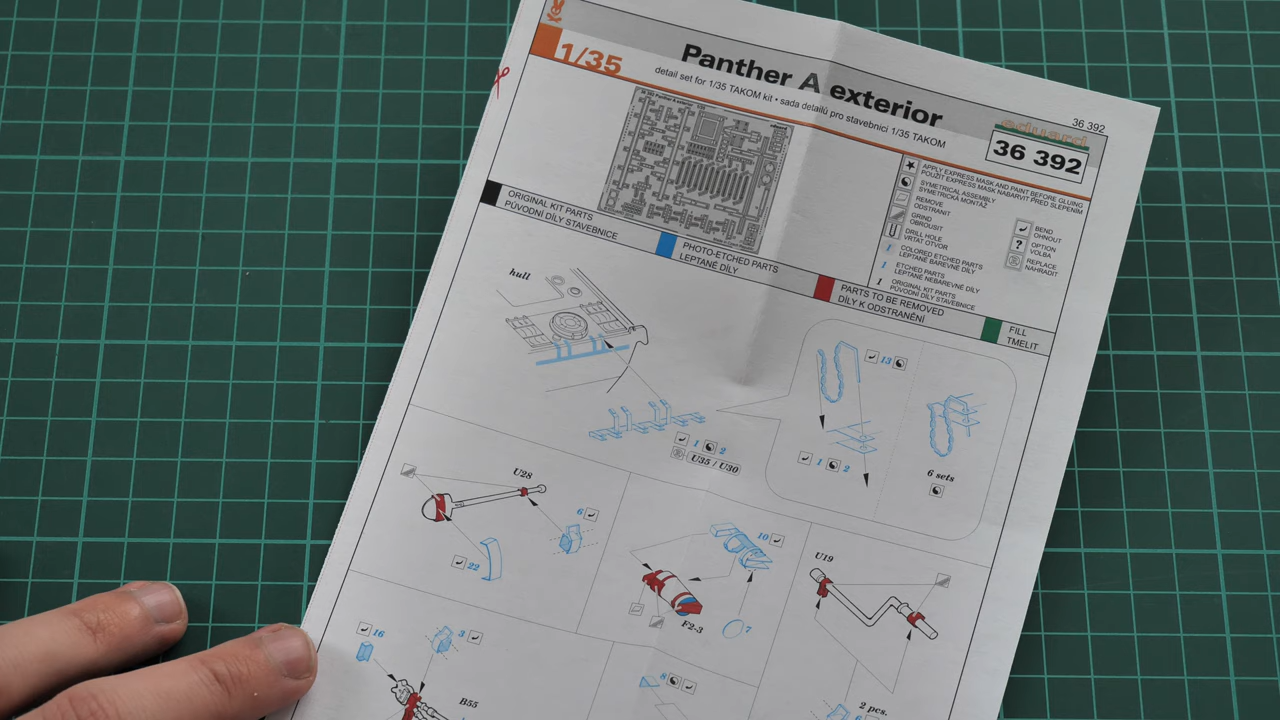 1/35
Panther A exterior
detail set for 1/35 TAKOM kit • sada detailů pro stavebnici 1/35 TAKOM
36 392
eduard
36 392
APPLY EXPRESS MASK AND PAINT BEFORE GLUING
POUŽÍT EXPRESS MASK NABARVIT PŘED SLEPENÍM
SYMETRICAL ASSEMBLY
SYMETRICKÁ MONTÁŽ
REMOVE
ODSTRANIT
GRIND
OBROUSIT
DRILL HOLE
VRTAT OTVOR
COLORED ETCHED PARTS
LEPTANÉ BAREVNÉ DÍLY
ETCHED PARTS
LEPTANÉ NEBAREVNÉ DÍLY
ORIGINAL KIT PARTS
PŮVODNÍ DÍLY STAVEBNICE
BEND
OHNOUT
OPTION
VOLBA
REPLACE
NAHRADIT
ORIGINAL KIT PARTS
PŮVODNÍ DÍLY STAVEBNICE
PHOTO-ETCHED PARTS
LEPTANÉ DÍLY
PARTS TO BE REMOVED
DÍLY K ODSTRANĚNÍ
FILL
TMELIT
hull
13
1 2
U35 / U30
1 2
6 sets
U28
6
22
10
F2-3
7
U19
16
3
B55
8
2 pcs.
6